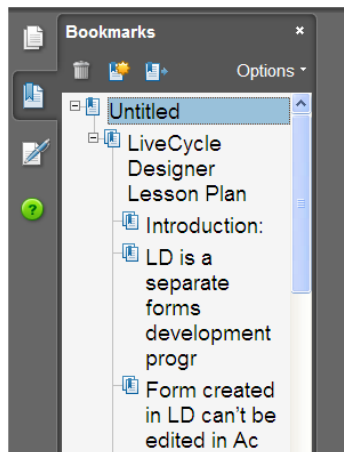 Bookmarks
Options
Untitled
LiveCycle
Designer
Lesson Plan
Introduction:
LD is a
separate
forms
development
progr
Form created
in LD can't be
edited in Ac